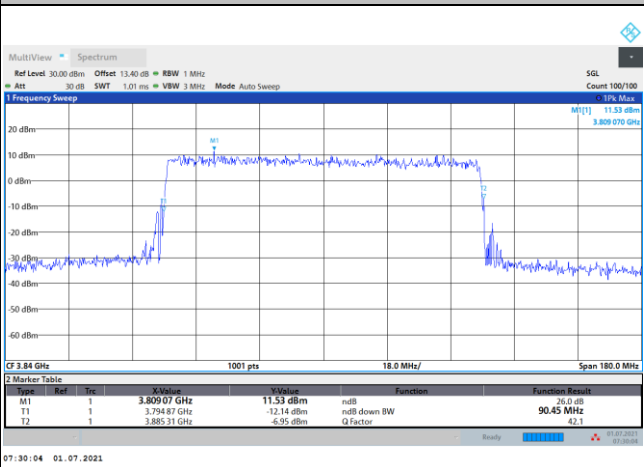 MultiView Spectrum
Ref Level 30.00 dBm Offset 13.40 dB RBW 1 MHz SGL
Att 30 dB SWT 1.01 ms VBW 3 MHz Mode Auto Sweep Count 100/100
1 Frequency Sweep 1Pk Max
M1[1] 11.53 dBm
3.809 070 GHz
M1
20 dBm
10 dBm
0 dBm
T2
-10 dBm
T1
-20 dBm
-30 dBm
-40 dBm
-50 dBm
-60 dBm
CF 3.84 GHz 1001 pts 18.0 MHz/ Span 180.0 MHz
2 Marker Table
Type Ref Trc X-Value Y-Value Function Function Result
M1 1 3.809 07 GHz 11.53 dBm ndB 26.0 dB
T1 1 3.794 87 GHz -12.14 dBm ndB down BW 90.45 MHz
T2 1 3.885 31 GHz -6.95 dBm Q Factor 42.1
Ready 01.07.2021
07:30:04
07:30:04 01.07.2021